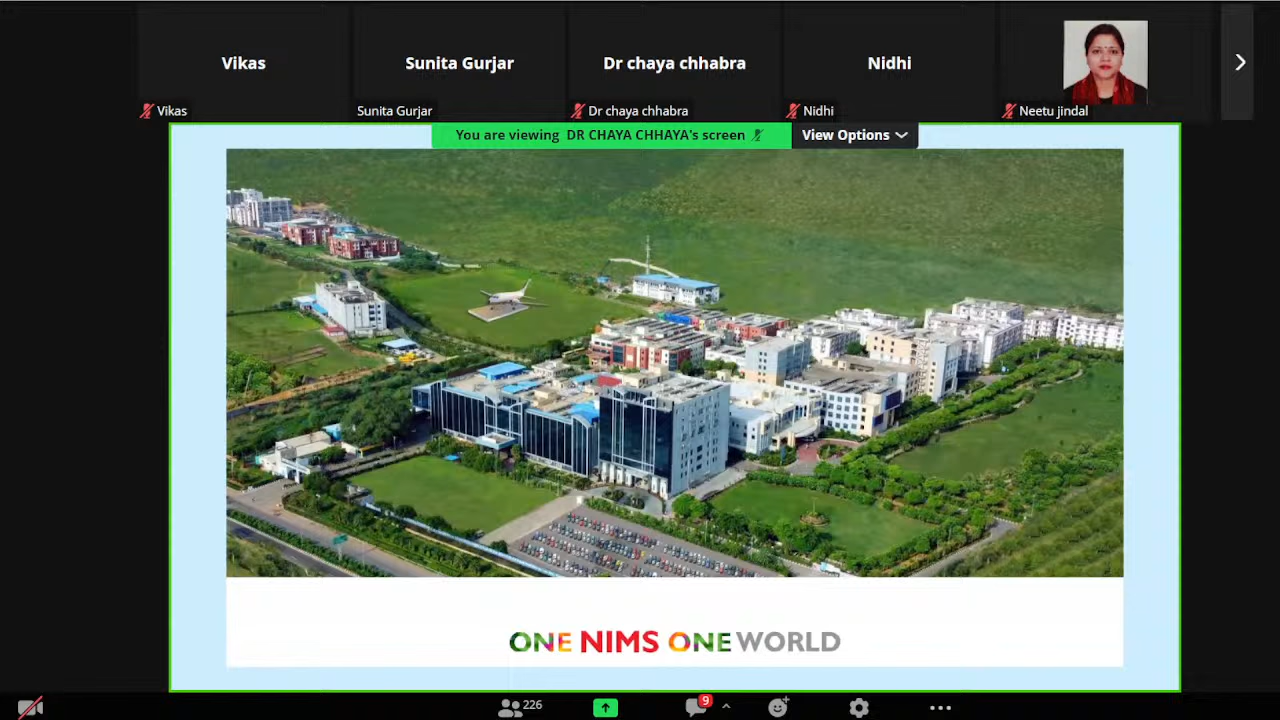 Vikas
Sunita Gurjar
Dr chaya chhabra
Nidhi
Vikas
Sunita Gurjar
Dr chaya chhabra
Nidhi
Neetu jindal
You are viewing DR CHAYA CHHAYA's screen
View Options
ONE NIMS ONE WORLD
226
9